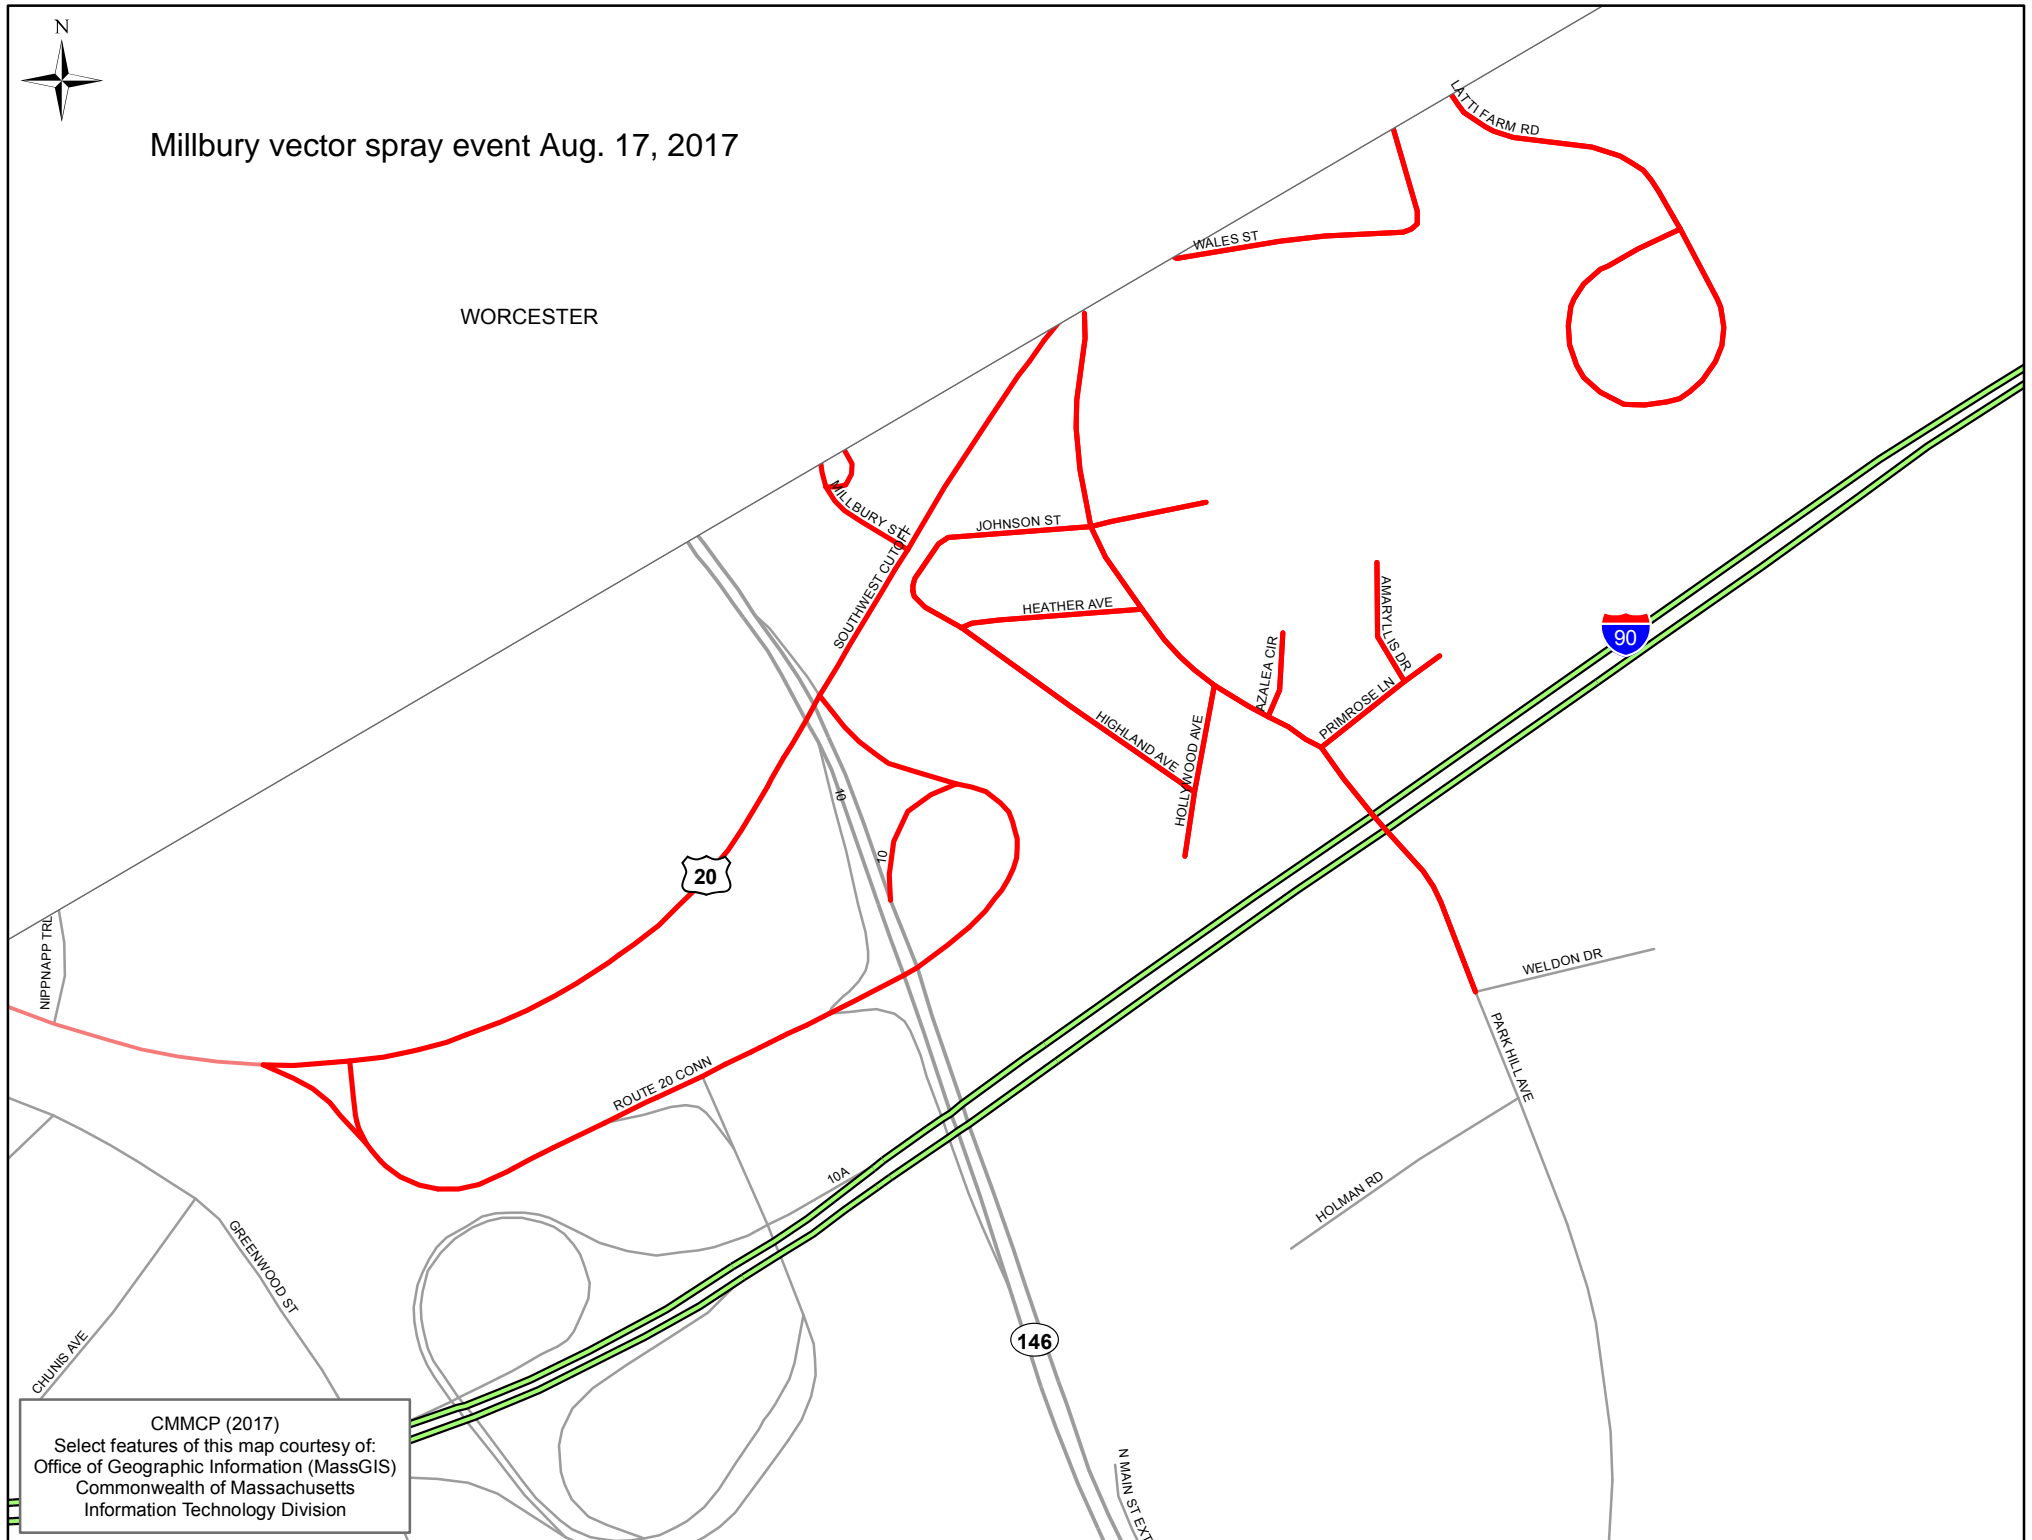 N
Millbury vector spray event Aug. 17, 2017
LATTI FARM RD
WALES ST
WORCESTER
MILLBURY ST
JOHNSON ST
SOUTHWEST CUTOFF
HEATHER AVE
AMARYLLIS DR
90
AZALEA CIR
PRIMROSE LN
HIGHLAND AVE
HOLLYWOOD AVE
10
10
20
NIPPNAPP TRL
WELDON DR
PARK HILL AVE
ROUTE 20 CONN
10A
HOLMAN RD
GREENWOOD ST
CHUNIS AVE
146
N MAIN ST EXT
CMMCP (2017)
Select features of this map courtesy of:
Office of Geographic Information (MassGIS)
Commonwealth of Massachusetts
Information Technology Division